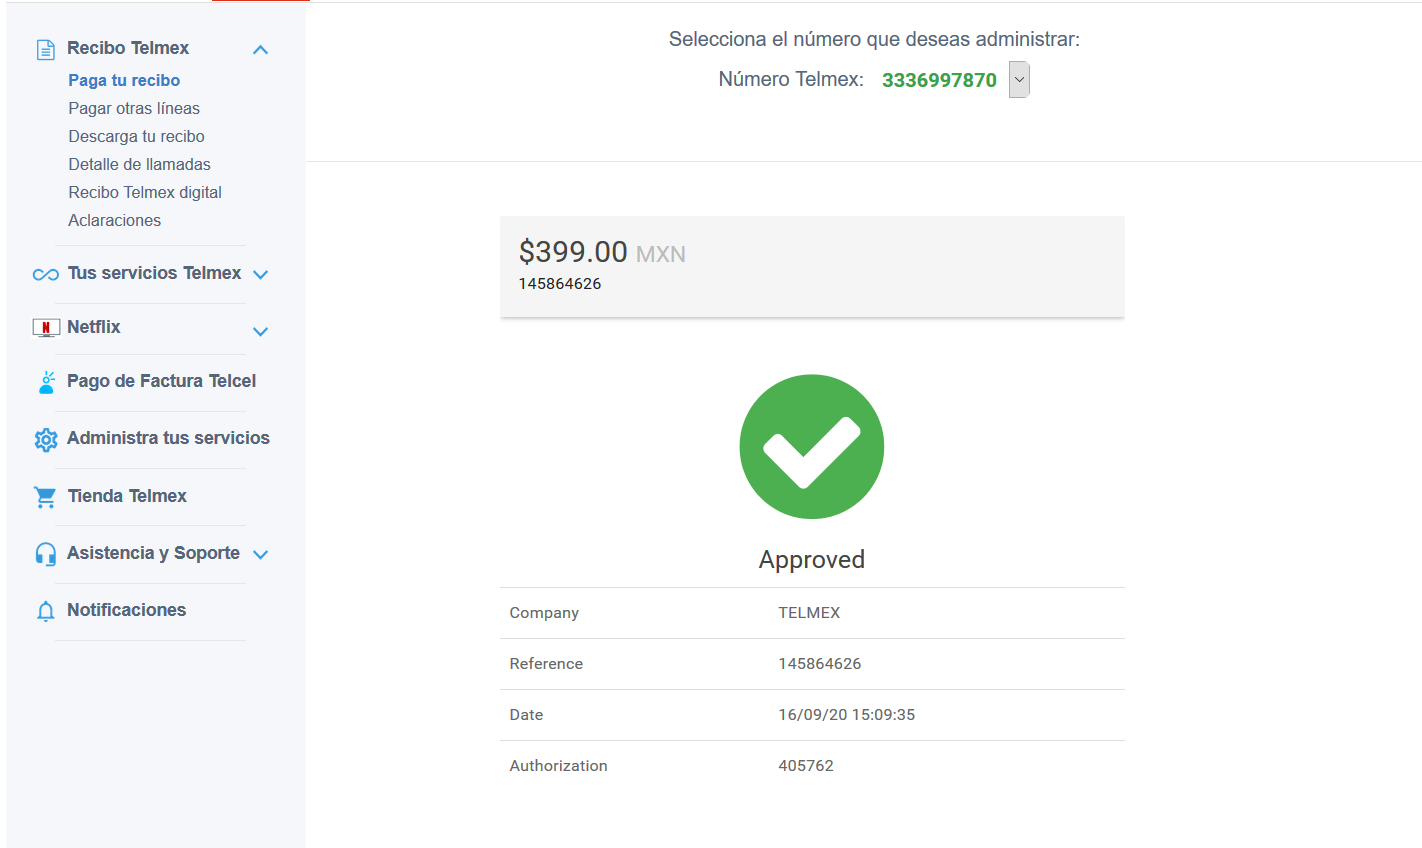 Recibo Telmex
Paga tu recibo
Pagar otras líneas
Descarga tu recibo
Detalle de llamadas
Recibo Telmex digital
Aclaraciones
Tus servicios Telmex
N Netflix
Pago de Factura Telcel
Administra tus servicios
Tienda Telmex
Asistencia y Soporte
Notificaciones
Selecciona el número que deseas administrar:
Número Telmex: 3336997870
$399.00 MXN
145864626
Approved
Company TELMEX
Reference 145864626
Date 16/09/20 15:09:35
Authorization 405762